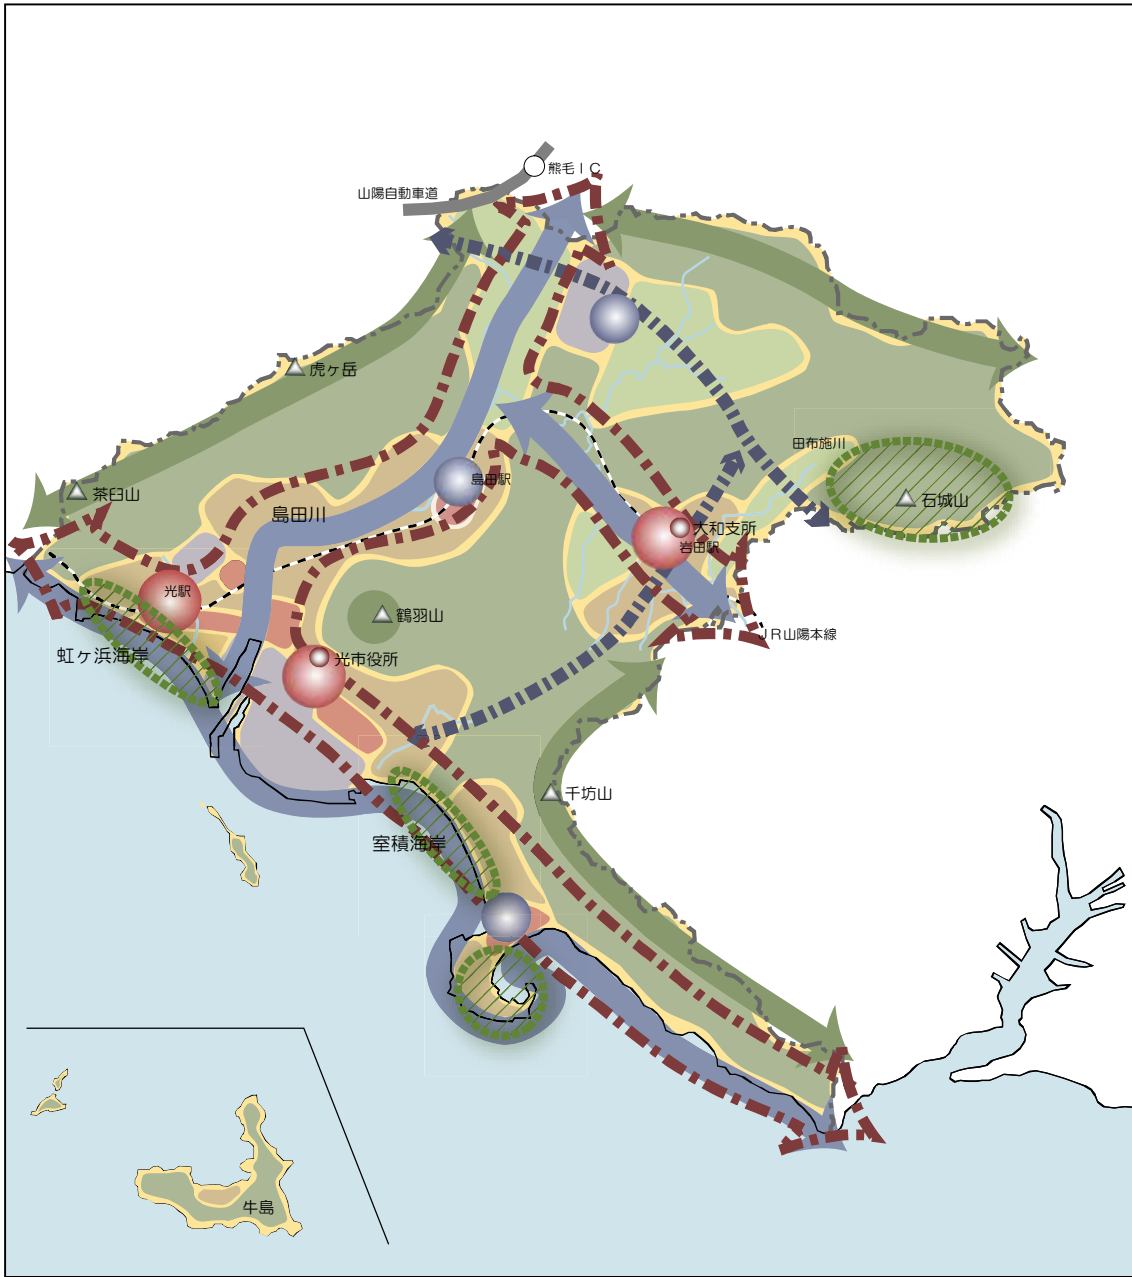 熊毛ＩＣ
山陽自動車道
虎ヶ岳
田布施川
島田駅
茶臼山
石城山
島田川
大和支所
岩田駅
光駅
鶴羽山
ＪＲ山陽本線
虹ヶ浜海岸
光市役所
千坊山
室積海岸
牛島